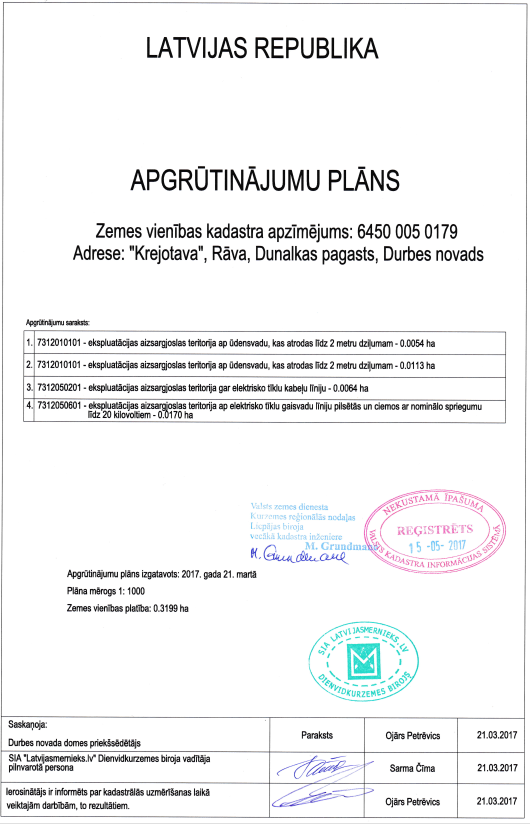 LATVIJAS REPUBLIKA
APGRŪTINĀJUMU PLĀNS
Zemes vienības kadastra apzīmējums: 6450 005 0179
Adrese: "Krejotava", Rāva, Dunalkas pagasts, Durbes novads
Apgrūtinājumu saraksts:
1. 7312010101 - ekspluatācijas aizsargjoslas teritorija ap ūdensvadu, kas atrodas līdz 2 metru dziļumam - 0.0054 ha
2. 7312010101 - ekspluatācijas aizsargjoslas teritorija ap ūdensvadu, kas atrodas līdz 2 metru dziļumam - 0.0113 ha
3. 7312050201 - ekspluatācijas aizsargjoslas teritorija gar elektrisko tīklu kabeļu līniju - 0.0064 ha
4. 7312050601 - ekspluatācijas aizsargjoslas teritorija ap elektrisko tīklu gaisvadu līniju pilsētās un ciemos ar nominālo spriegumu
līdz 20 kilovoltiem - 0.0170 ha
Valsts zemes dienesta
Kurzemes reģionālās nodaļas
Liepājas biroja
vecākā kadastra inženiere
M. Grandmane
M. Grandmane
NEKUSTAMĀ ĪPAŠUMA
REĢISTRĒTS
15 -05- 2017
VALSTS KADASTRA INFORMĀCIJAS SISTĒMĀ
Apgrūtinājumu plāns izgatavots: 2017. gada 21. martā
Plāna mērogs 1: 1000
Zemes vienības platība: 0.3199 ha
SIA LATVIJASMERNIEKS.LV
M
DIENVIDKURZEMES BIROJS
Saskaņoja:
Durbes novada domes priekšsēdētājs
Paraksts
Ojārs Petrēvics
21.03.2017
SIA "Latvijasmernieks.lv" Dienvidkurzemes biroja vadītāja
pilnvarotā persona
Sarma Čīma
21.03.2017
Ierosinātājs ir informēts par kadastrālās uzmērīšanas laikā
veiktajām darbībām, to rezultātiem.
Ojārs Petrēvics
21.03.2017